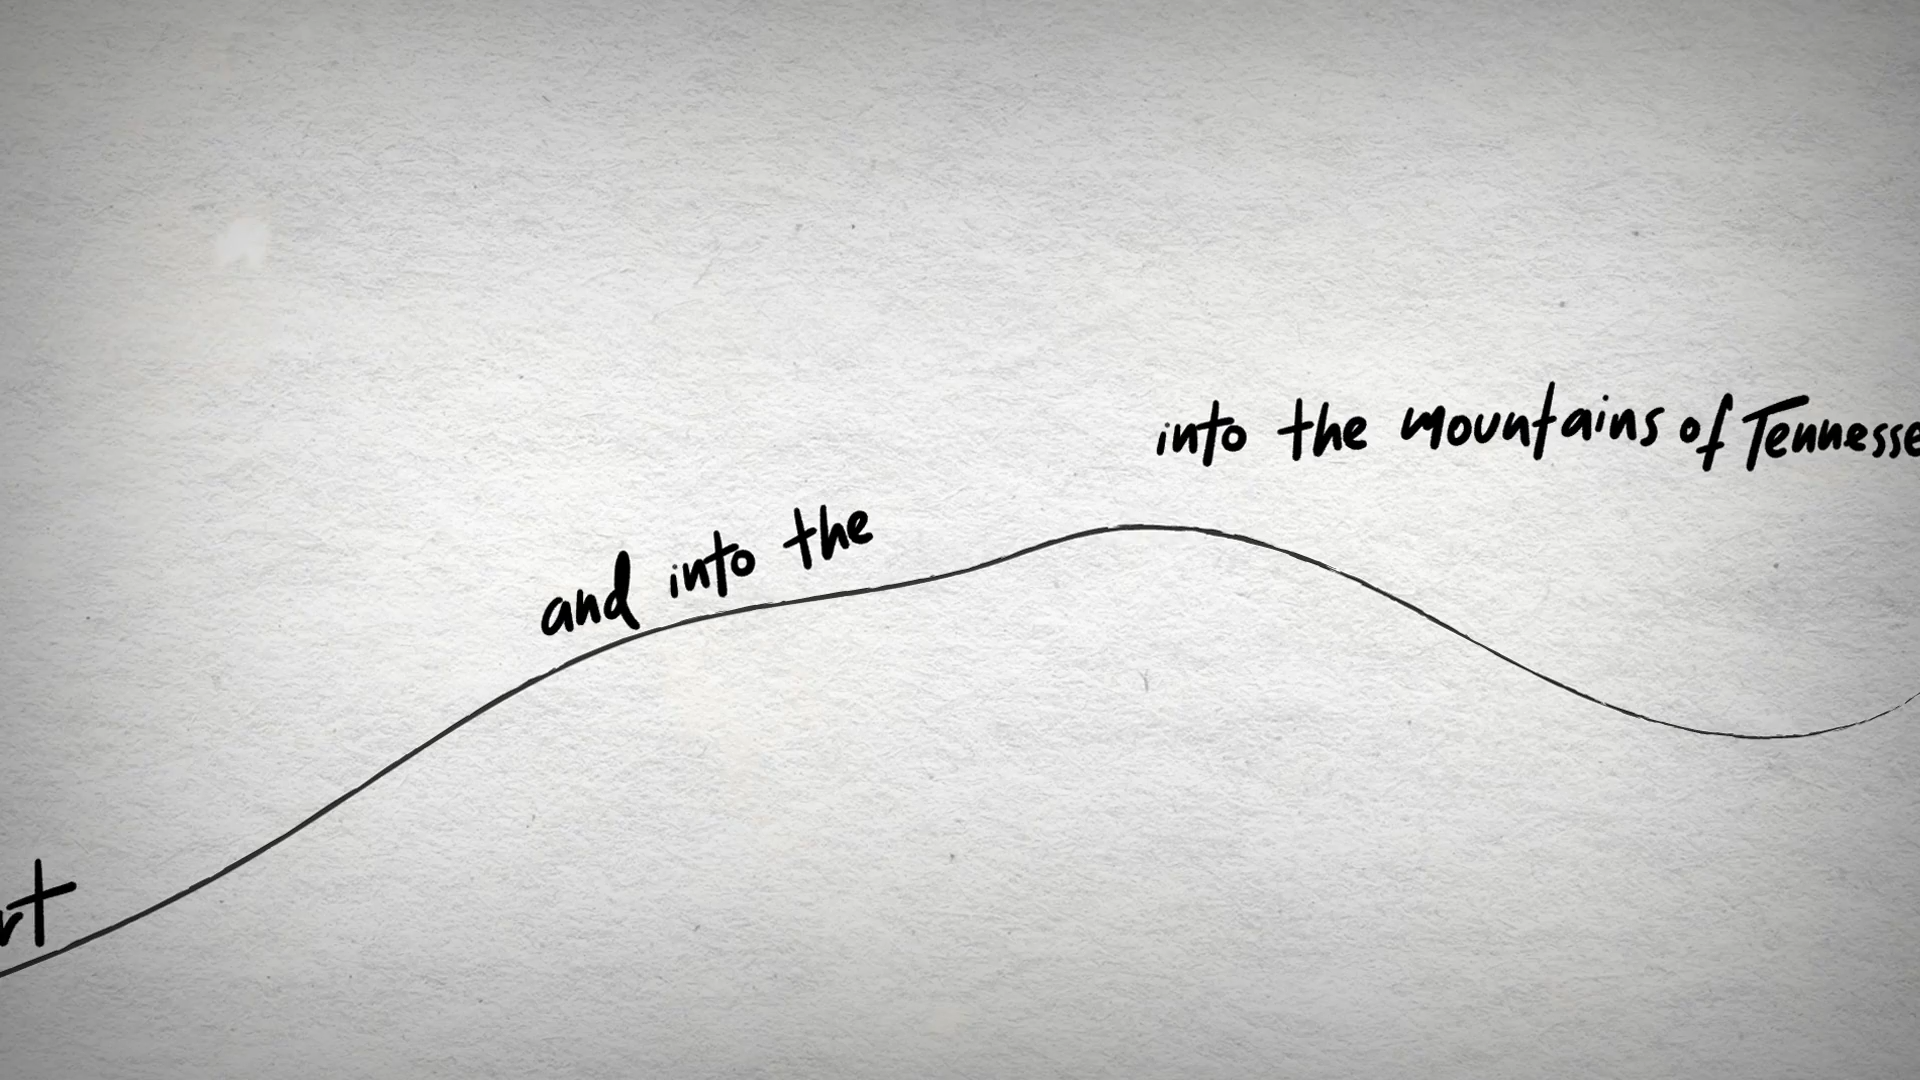 rt
and into the
into the mountains of Tennesse